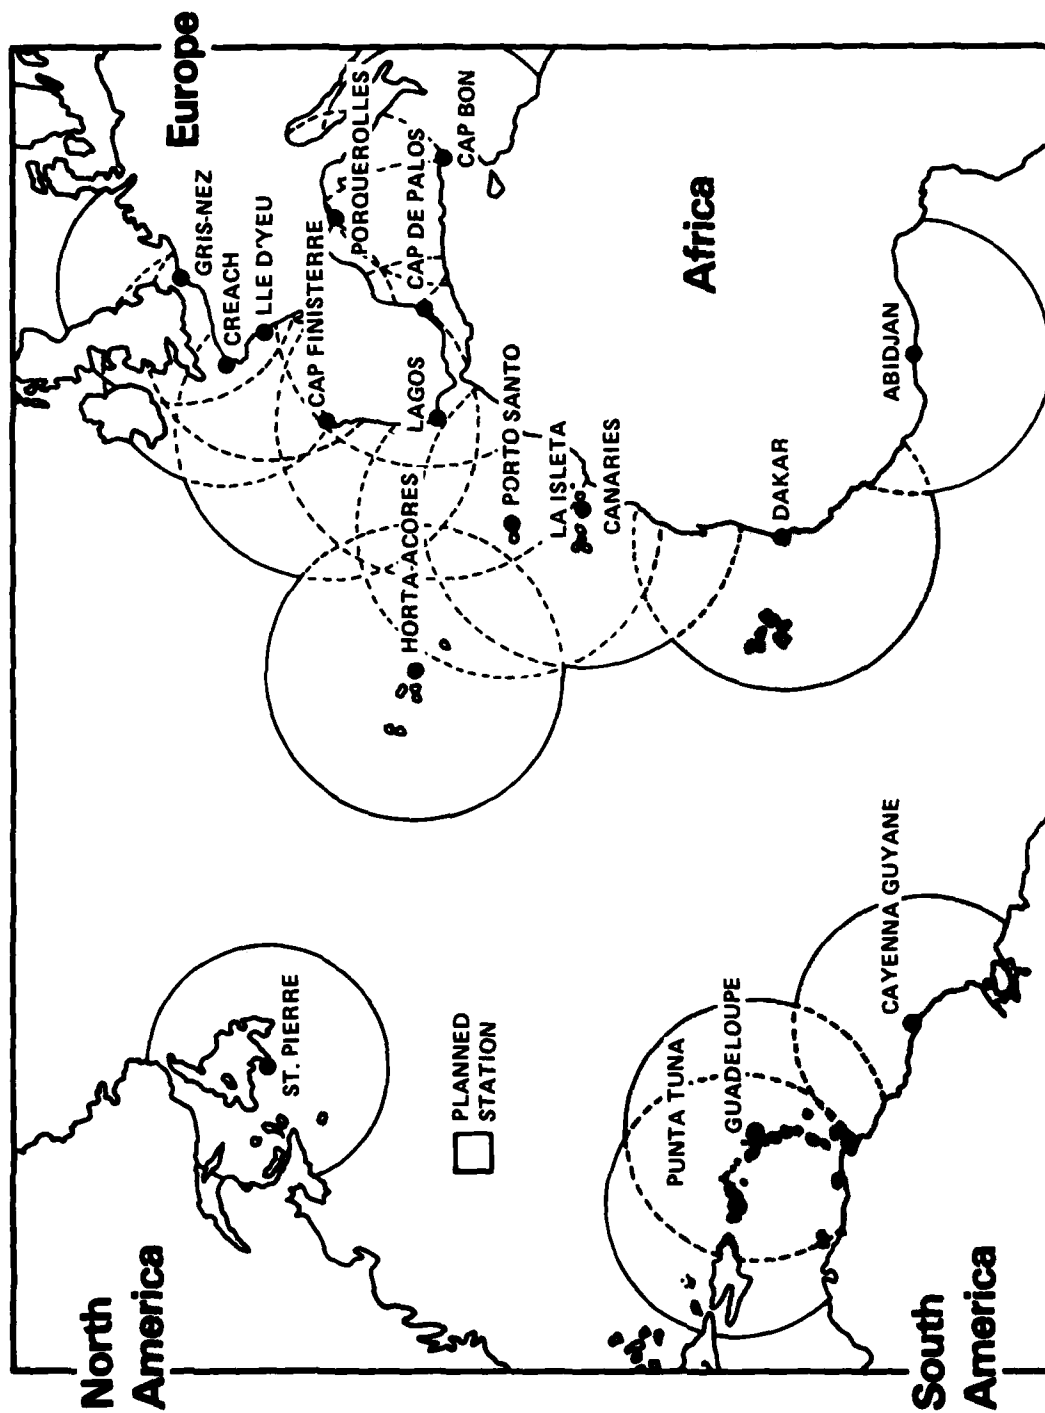 North
America
Europe
GRIS-NEZ
CREACH
LLE D'YEU
CAP FINISTERRE
PORQUEROLLES
CAP DE PALOS
CAP BON
LAGOS
HORTA-ACORES
PORTO SANTO
LA ISLETA
CANARIES
Africa
ST. PIERRE
PLANNED
STATION
DAKAR
ABIDJAN
PUNTA TUNA
GUADELOUPE
CAYENNA GUYANE
South
America